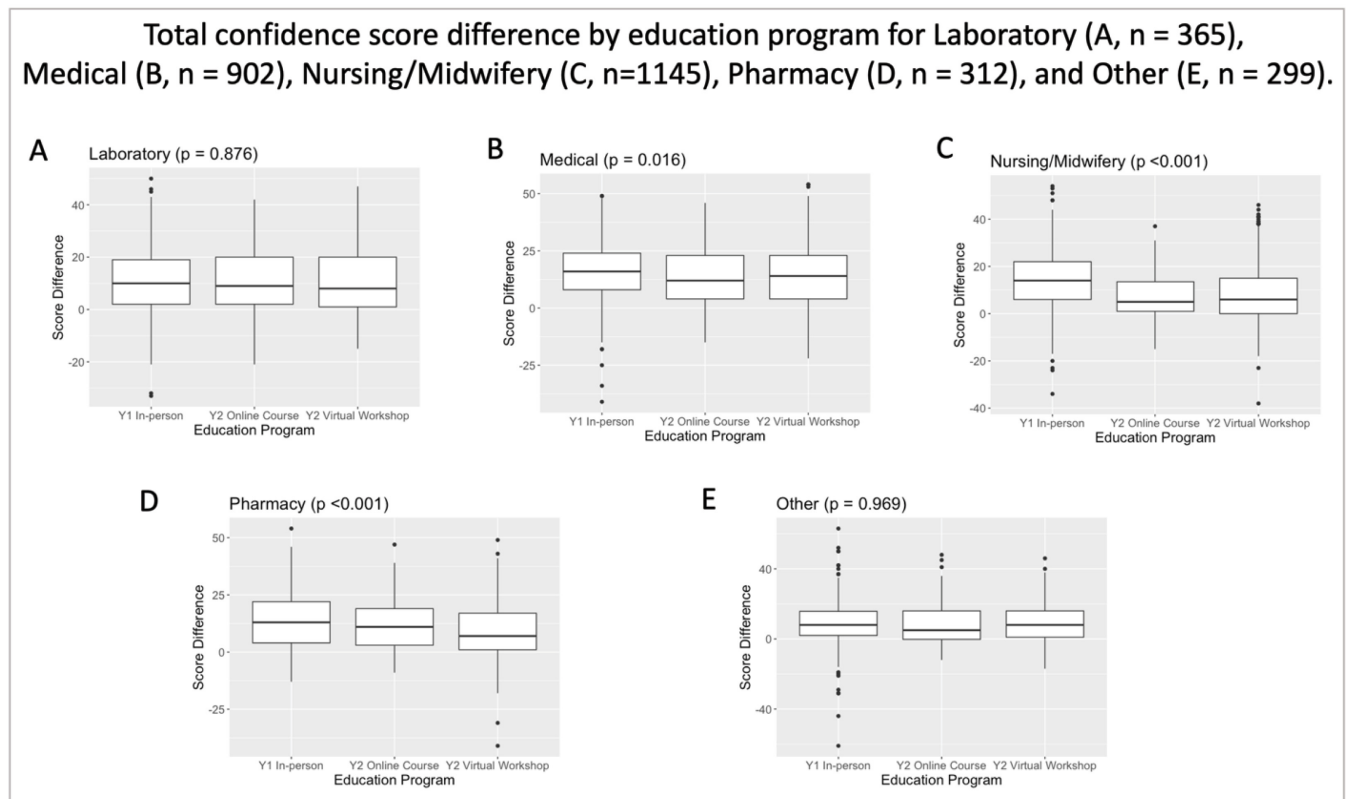 Total confidence score difference by education program for Laboratory (A, n = 365),
Medical (B, n = 902), Nursing/Midwifery (C, n=1145), Pharmacy (D, n = 312), and Other (E, n = 299).
A
Laboratory (p = 0.876)
Score Difference
40
20
0
-20
Y1 In-person
Y2 Online Course
Y2 Virtual Workshop
Education Program
B
Medical (p = 0.016)
Score Difference
50
25
0
-25
Y1 In-person
Y2 Online Course
Y2 Virtual Workshop
Education Program
C
Nursing/Midwifery (p <0.001)
Score Difference
40
20
0
-20
-40
Y1 In-person
Y2 Online Course
Y2 Virtual Workshop
Education Program
D
Pharmacy (p <0.001)
Score Difference
50
25
0
-25
Y1 In-person
Y2 Online Course
Y2 Virtual Workshop
Education Program
E
Other (p = 0.969)
Score Difference
40
0
-40
Y1 In-person
Y2 Online Course
Y2 Virtual Workshop
Education Program